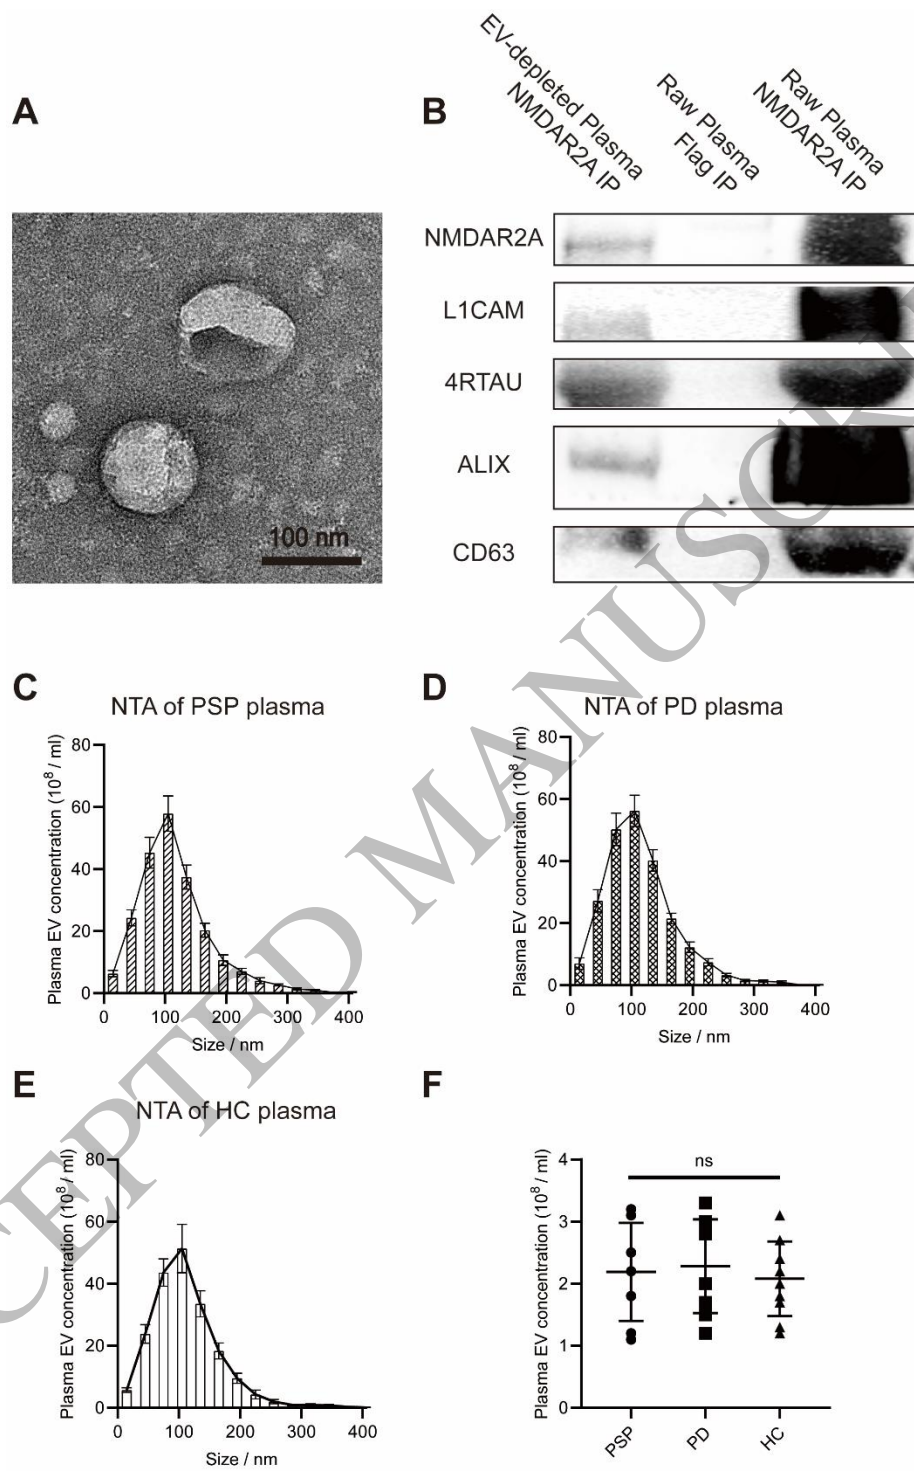 A
100 nm
B
EV-depleted Plasma
NMDAR2A IP
Raw Plasma
Flag IP
Raw Plasma
NMDAR2A IP
NMDAR2A
L1CAM
4RTAU
ALIX
CD63
C
NTA of PSP plasma
Plasma EV concentration (10⁸ / ml)
80
60
40
20
0
0 100 200 300 400
Size / nm
D
NTA of PD plasma
Plasma EV concentration (10⁸ / ml)
80
60
40
20
0
0 100 200 300 400
Size / nm
E
NTA of HC plasma
Plasma EV concentration (10⁸ / ml)
80
60
40
20
0
0 100 200 300 400
Size / nm
F
Plasma EV concentration (10⁸ / ml)
4
3
2
1
0
ns
PSP PD HC
CEPTED MANUSCRI